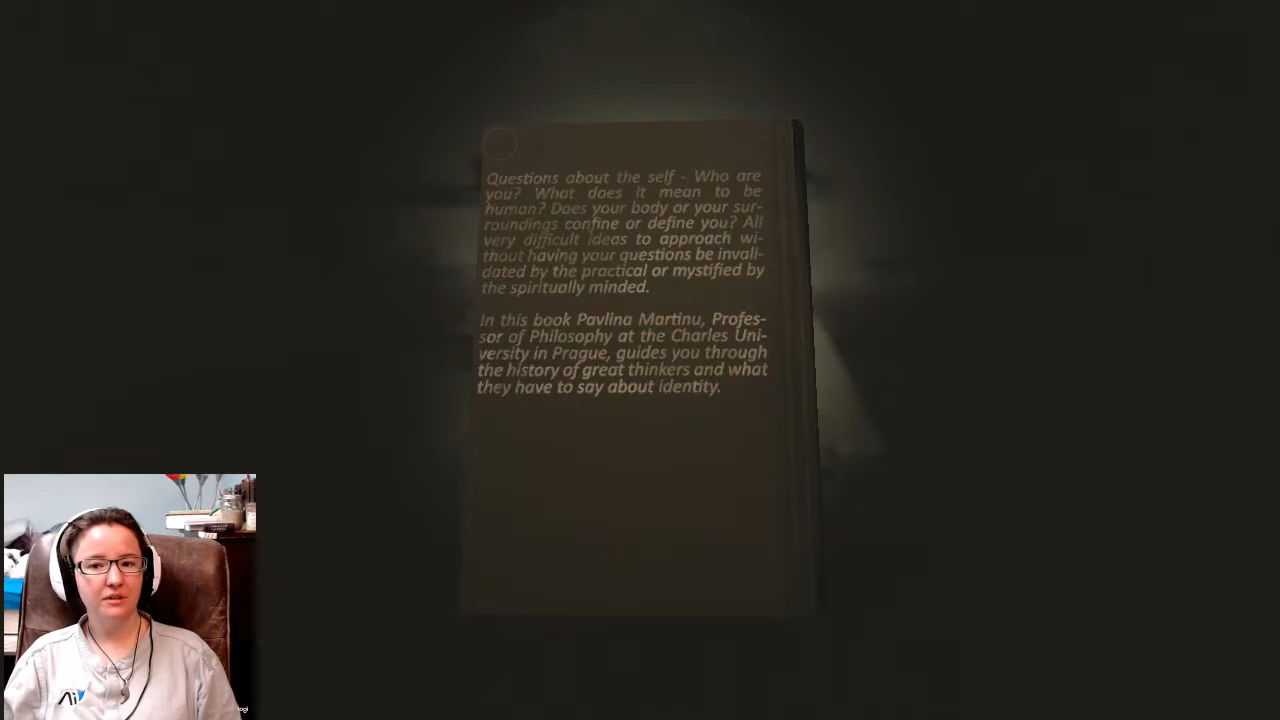 Questions about the self - Who are
you? What does it mean to be
human? Does your body or your sur-
roundings confine or define you? All
very difficult ideas to approach wi-
thout having your questions be invali-
dated by the practical or mystified by
the spiritually minded.
In this book Pavlina Martinu, Profes-
sor of Philosophy at the Charles Uni-
versity in Prague, guides you through
the history of great thinkers and what
they have to say about identity.